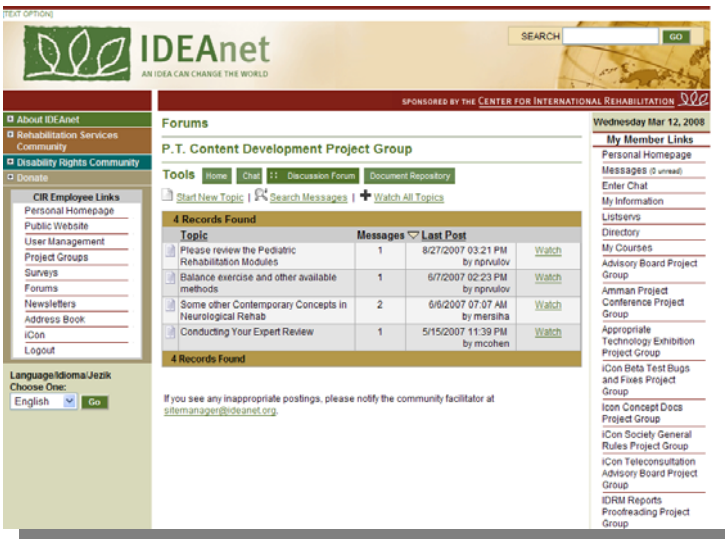 [TEXT OPTION]
IDEAnet
AN IDEA CAN CHANGE THE WORLD
SEARCH
GO
SPONSORED BY THE CENTER FOR INTERNATIONAL REHABILITATION
About IDEAnet
Rehabilitation Services
Community
Disability Rights Community
Donate
CIR Employee Links
Personal Homepage
Public Website
User Management
Project Groups
Surveys
Forums
Newsletters
Address Book
iCon
Logout
Language/Idioma/Jezik
Choose One:
English
Go
Forums
P.T. Content Development Project Group
Tools Home Chat :: Discussion Forum Document Repository
Start New Topic | Search Messages | Watch All Topics
4 Records Found
Topic Messages Last Post
Please review the Pediatric 1 8/27/2007 03:21 PM Watch
Rehabilitation Modules by nprvulov
Balance exercise and other available 1 6/7/2007 02:23 PM Watch
methods by nprvulov
Some other Contemporary Concepts in 2 6/6/2007 07:07 AM Watch
Neurological Rehab by mersiha
Conducting Your Expert Review 1 5/15/2007 11:39 PM Watch
by mcohen
4 Records Found
If you see any inappropriate postings, please notify the community facilitator at
sitemanager@ideanet.org.
Wednesday Mar 12, 2008
My Member Links
Personal Homepage
Messages (0 unread)
Enter Chat
My Information
Listservs
Directory
My Courses
Advisory Board Project
Group
Amman Project
Conference Project
Group
Appropriate
Technology Exhibition
Project Group
iCon Beta Test Bugs
and Fixes Project
Group
Icon Concept Docs
Project Group
iCon Society General
Rules Project Group
iCon Teleconsultation
Advisory Board Project
Group
IDRM Reports
Proofreading Project
Group